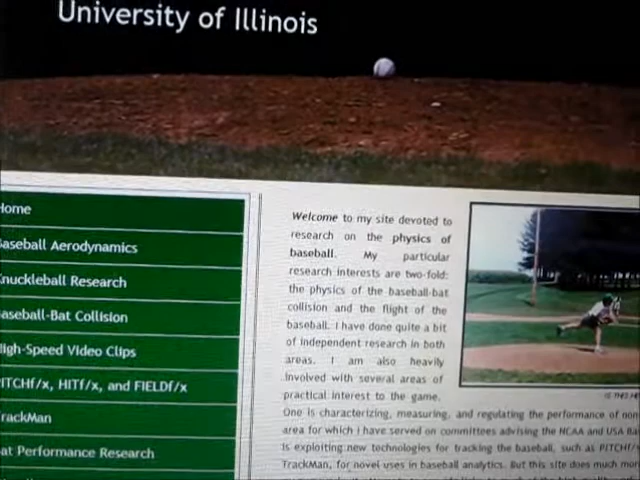 University of Illinois
Home
Baseball Aerodynamics
Knuckleball Research
Baseball-Bat Collision
High-Speed Video Clips
PITCHf/x, HITf/x, and FIELDf/x
TrackMan
Bat Performance Research
Welcome to my site devoted to
research on the physics of
baseball. My particular
research interests are two-fold:
the physics of the baseball-bat
collision and the flight of the
baseball. I have done quite a bit
of independent research in both
areas. I am also heavily
involved with several areas of
practical interest to the game.
One is characterizing, measuring, and regulating the performance of non
area for which I have served on committees advising the NCAA and USA Ba
is exploiting new technologies for tracking the baseball, such as PITCHf/
TrackMan, for novel uses in baseball analytics. But this site does much mor